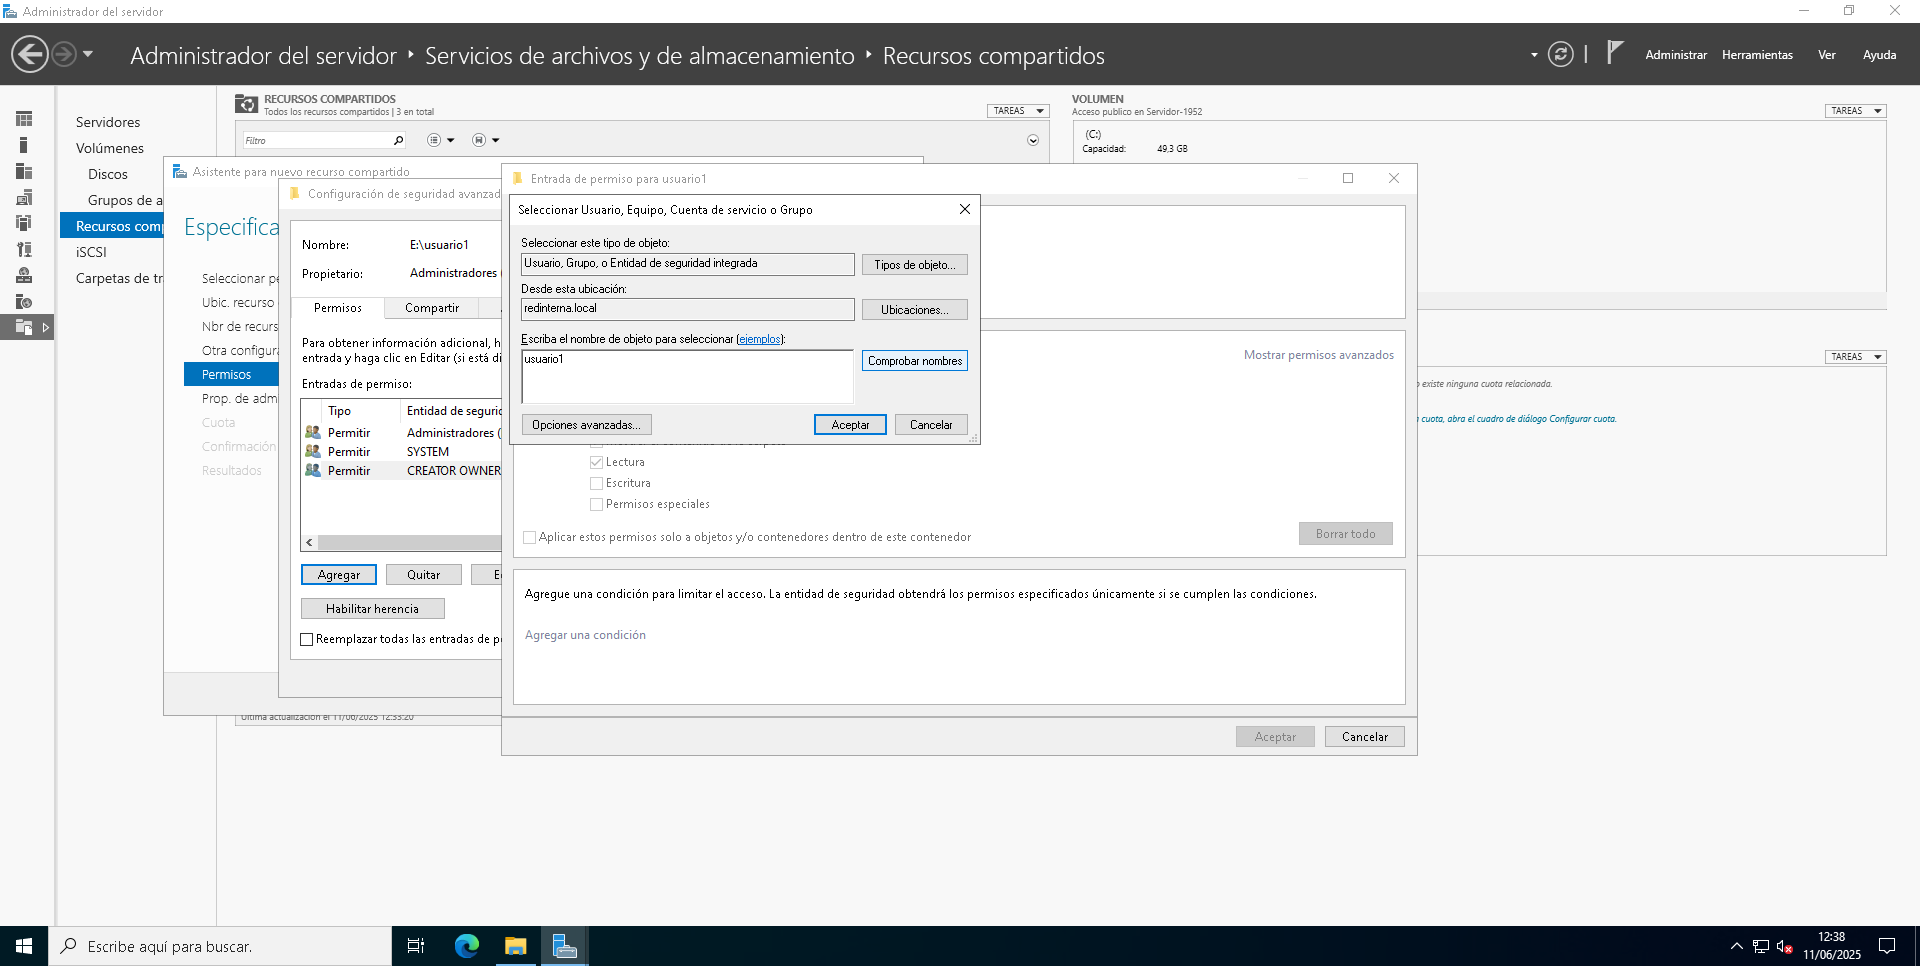 Administrador del servidor
Administrador del servidor ‣ Servicios de archivos y de almacenamiento ‣ Recursos compartidos
Administrar Herramientas Ver Ayuda
Servidores
Volúmenes
Discos
Grupos de a
Recursos comp
iSCSI
Carpetas de tr
RECURSOS COMPARTIDOS
Todos los recursos compartidos | 3 en total
TAREAS
Filtro
VOLUMEN
Acceso publico en Servidor-1952
TAREAS
(C:)
Capacidad: 49,3 GB
TAREAS
existe ninguna cuota relacionada.
cuota, abra el cuadro de diálogo Configurar cuota.
Última actualización el 11/06/2025 12:33:20
Asistente para nuevo recurso compartido
Especifica
Seleccionar pe
Ubic. recurso
Nbr de recurs
Otra configura
Permisos
Prop. de adm
Cuota
Confirmación
Resultados
Configuración de seguridad avanzad
Nombre: E:\usuario1
Propietario: Administradores (
Permisos Compartir
Para obtener información adicional, h
entrada y haga clic en Editar (si está di
Entradas de permiso:
Tipo Entidad de segurid
Permitir Administradores (
Permitir SYSTEM
Permitir CREATOR OWNER
Agregar Quitar E
Habilitar herencia
Reemplazar todas las entradas de p
Entrada de permiso para usuario1
Mostrar permisos avanzados
Lectura
Escritura
Permisos especiales
Aplicar estos permisos solo a objetos y/o contenedores dentro de este contenedor
Borrar todo
Agregue una condición para limitar el acceso. La entidad de seguridad obtendrá los permisos especificados únicamente si se cumplen las condiciones.
Agregar una condición
Aceptar Cancelar
Seleccionar Usuario, Equipo, Cuenta de servicio o Grupo
Seleccionar este tipo de objeto:
Usuario, Grupo, o Entidad de seguridad integrada
Tipos de objeto...
Desde esta ubicación:
redinterna.local
Ubicaciones...
Escriba el nombre de objeto para seleccionar (ejemplos):
usuario1
Comprobar nombres
Opciones avanzadas... Aceptar Cancelar
Escribe aquí para buscar.
12:38
11/06/2025